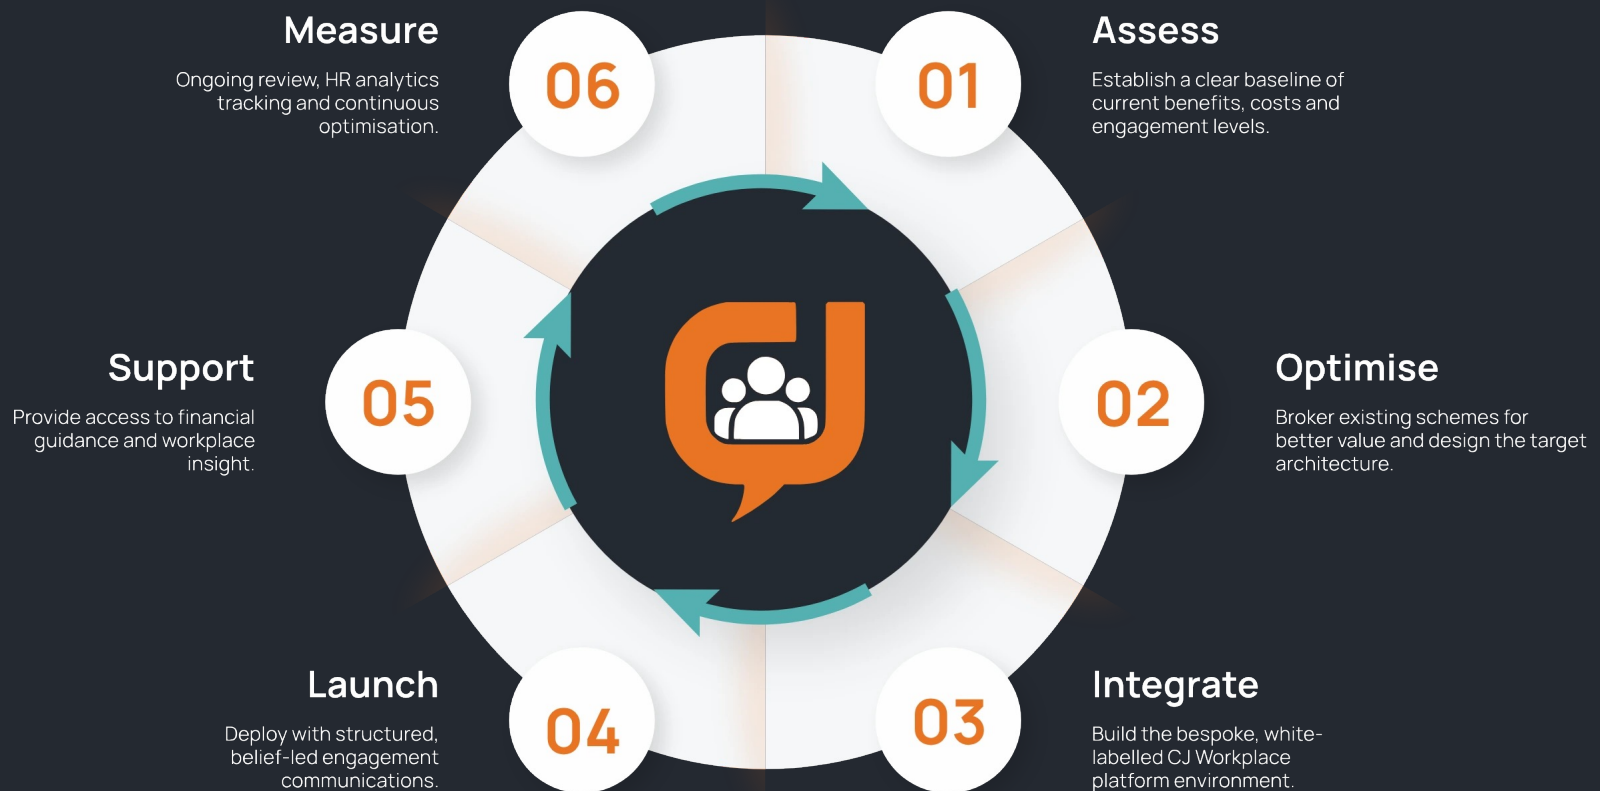 01
Assess
Establish a clear baseline of
current benefits, costs and
engagement levels.
02
Optimise
Broker existing schemes for
better value and design the target
architecture.
03
Integrate
Build the bespoke, white-
labelled CJ Workplace
platform environment.
04
Launch
Deploy with structured,
belief-led engagement
communications.
05
Support
Provide access to financial
guidance and workplace
insight.
06
Measure
Ongoing review, HR analytics
tracking and continuous
optimisation.
CJ